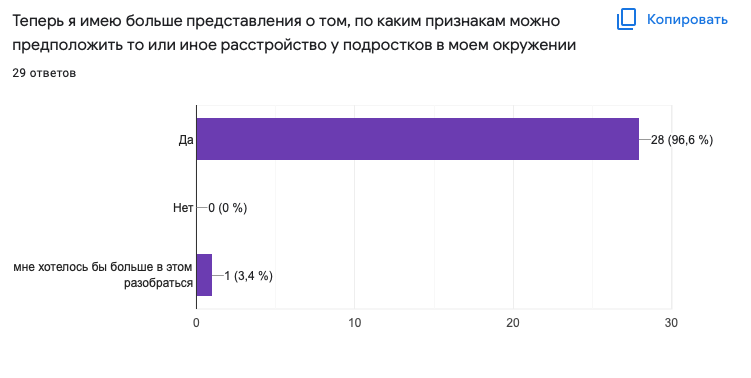 Теперь я имею больше представления о том, по каким признакам можно
предположить то или иное расстройство у подростков в моем окружении
Копировать
29 ответов
Да
28 (96,6 %)
Нет
0 (0 %)
мне хотелось бы больше в этом
разобраться
1 (3,4 %)
0
10
20
30